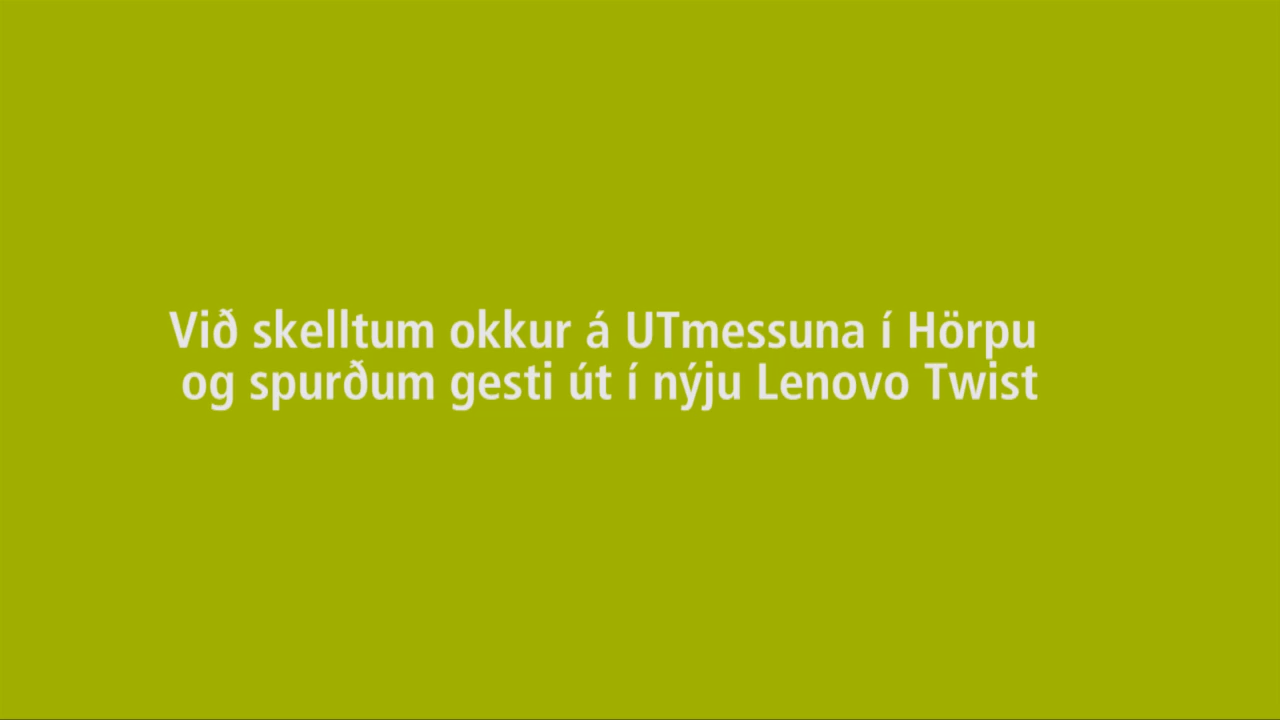 Við skelltum okkur á UTmessuna í Hörpu
og spurðum gesti út í nýju Lenovo Twist